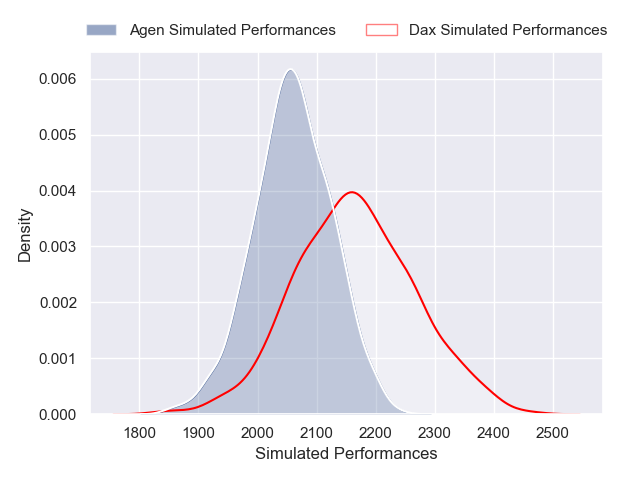 Agen Simulated Performances
Dax Simulated Performances
0.006
0.005
0.004
0.003
0.002
0.001
0.000
Density
1800 1900 2000 2100 2200 2300 2400 2500
Simulated Performances